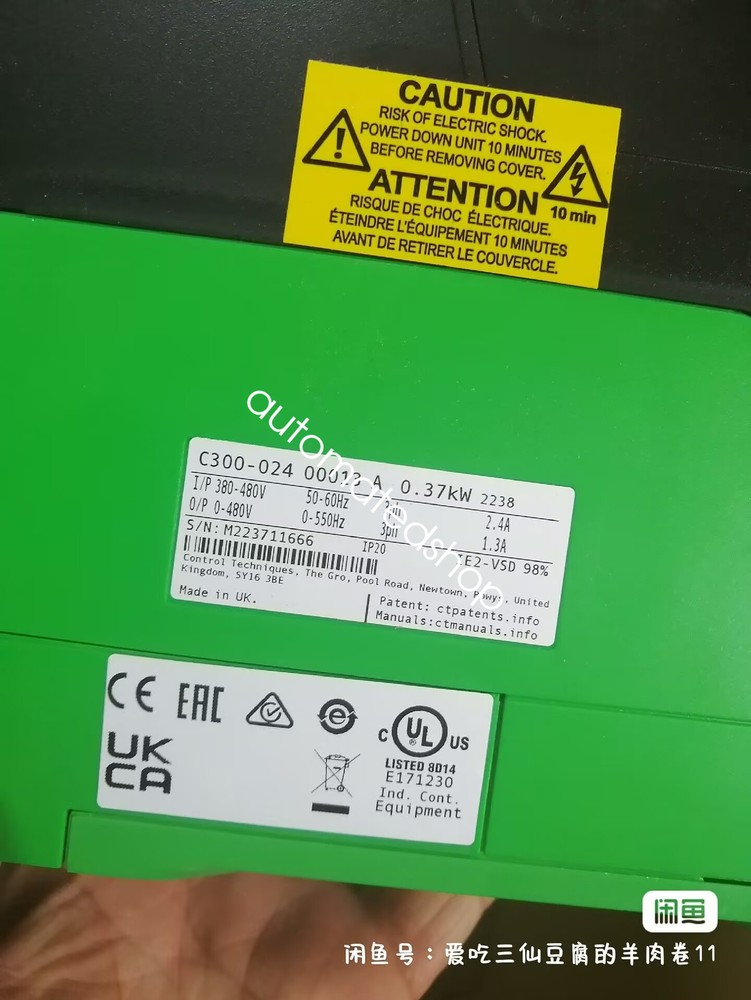 CAUTION
RISK OF ELECTRIC SHOCK.
POWER DOWN UNIT 10 MINUTES
BEFORE REMOVING COVER.
ATTENTION
10 min
RISQUE DE CHOC ÉLECTRIQUE.
ÉTEINDRE L'ÉQUIPEMENT 10 MINUTES
AVANT DE RETIRER LE COUVERCLE.
automatedshop
C300-024 00013 A 0.37kW 2238
I/P 380-480V 50-60Hz 3ph 2.4A
O/P 0-480V 0-550Hz 3ph 1.3A
S/N: M223711666 IP20 IE2-VSD 98%
Control Techniques, The Gro, Pool Road, Newtown, Powys, United
Kingdom, SY16 3BE
Made in UK.
Patent: ctpatents.info
Manuals:ctmanuals.info
CE EAC
UK
CA
C UL US
®
LISTED 8D14
E171230
Ind. Cont.
Equipment
闲鱼
闲鱼号：爱吃三仙豆腐的羊肉卷11